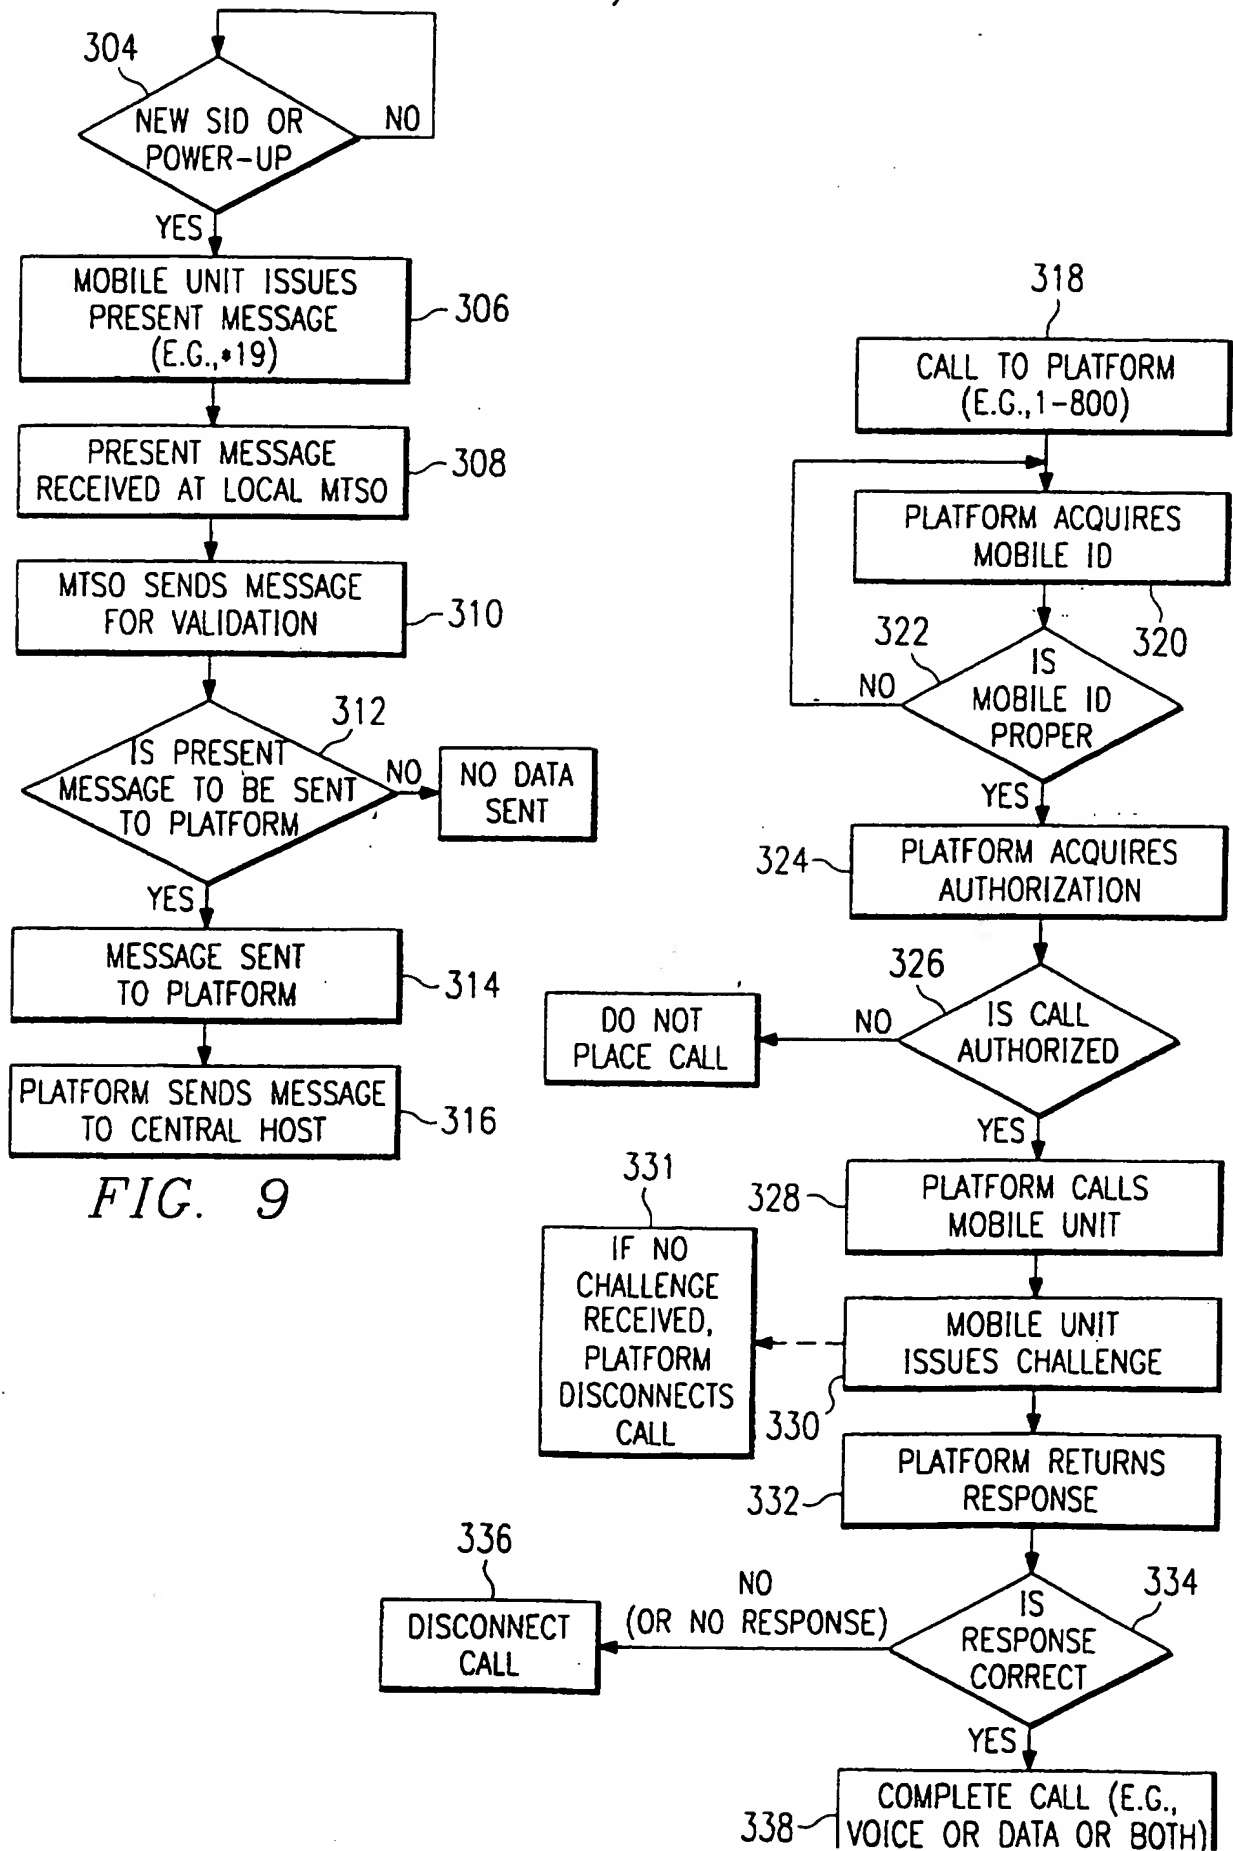 304
NEW SID OR
POWER-UP
NO
YES
MOBILE UNIT ISSUES
PRESENT MESSAGE
(E.G.,*19)
306
PRESENT MESSAGE
RECEIVED AT LOCAL MTSO
308
MTSO SENDS MESSAGE
FOR VALIDATION
310
312
IS PRESENT
MESSAGE TO BE SENT
TO PLATFORM
NO
NO DATA
SENT
YES
MESSAGE SENT
TO PLATFORM
314
PLATFORM SENDS MESSAGE
TO CENTRAL HOST
316
FIG. 9
318
CALL TO PLATFORM
(E.G.,1-800)
PLATFORM ACQUIRES
MOBILE ID
320
322
IS
MOBILE ID
PROPER
NO
YES
324
PLATFORM ACQUIRES
AUTHORIZATION
326
IS CALL
AUTHORIZED
NO
DO NOT
PLACE CALL
YES
328
PLATFORM CALLS
MOBILE UNIT
331
IF NO
CHALLENGE
RECEIVED,
PLATFORM
DISCONNECTS
CALL
MOBILE UNIT
ISSUES CHALLENGE
330
PLATFORM RETURNS
RESPONSE
332
336
DISCONNECT
CALL
NO
(OR NO RESPONSE)
334
IS
RESPONSE
CORRECT
YES
338
COMPLETE CALL (E.G.,
VOICE OR DATA OR BOTH)